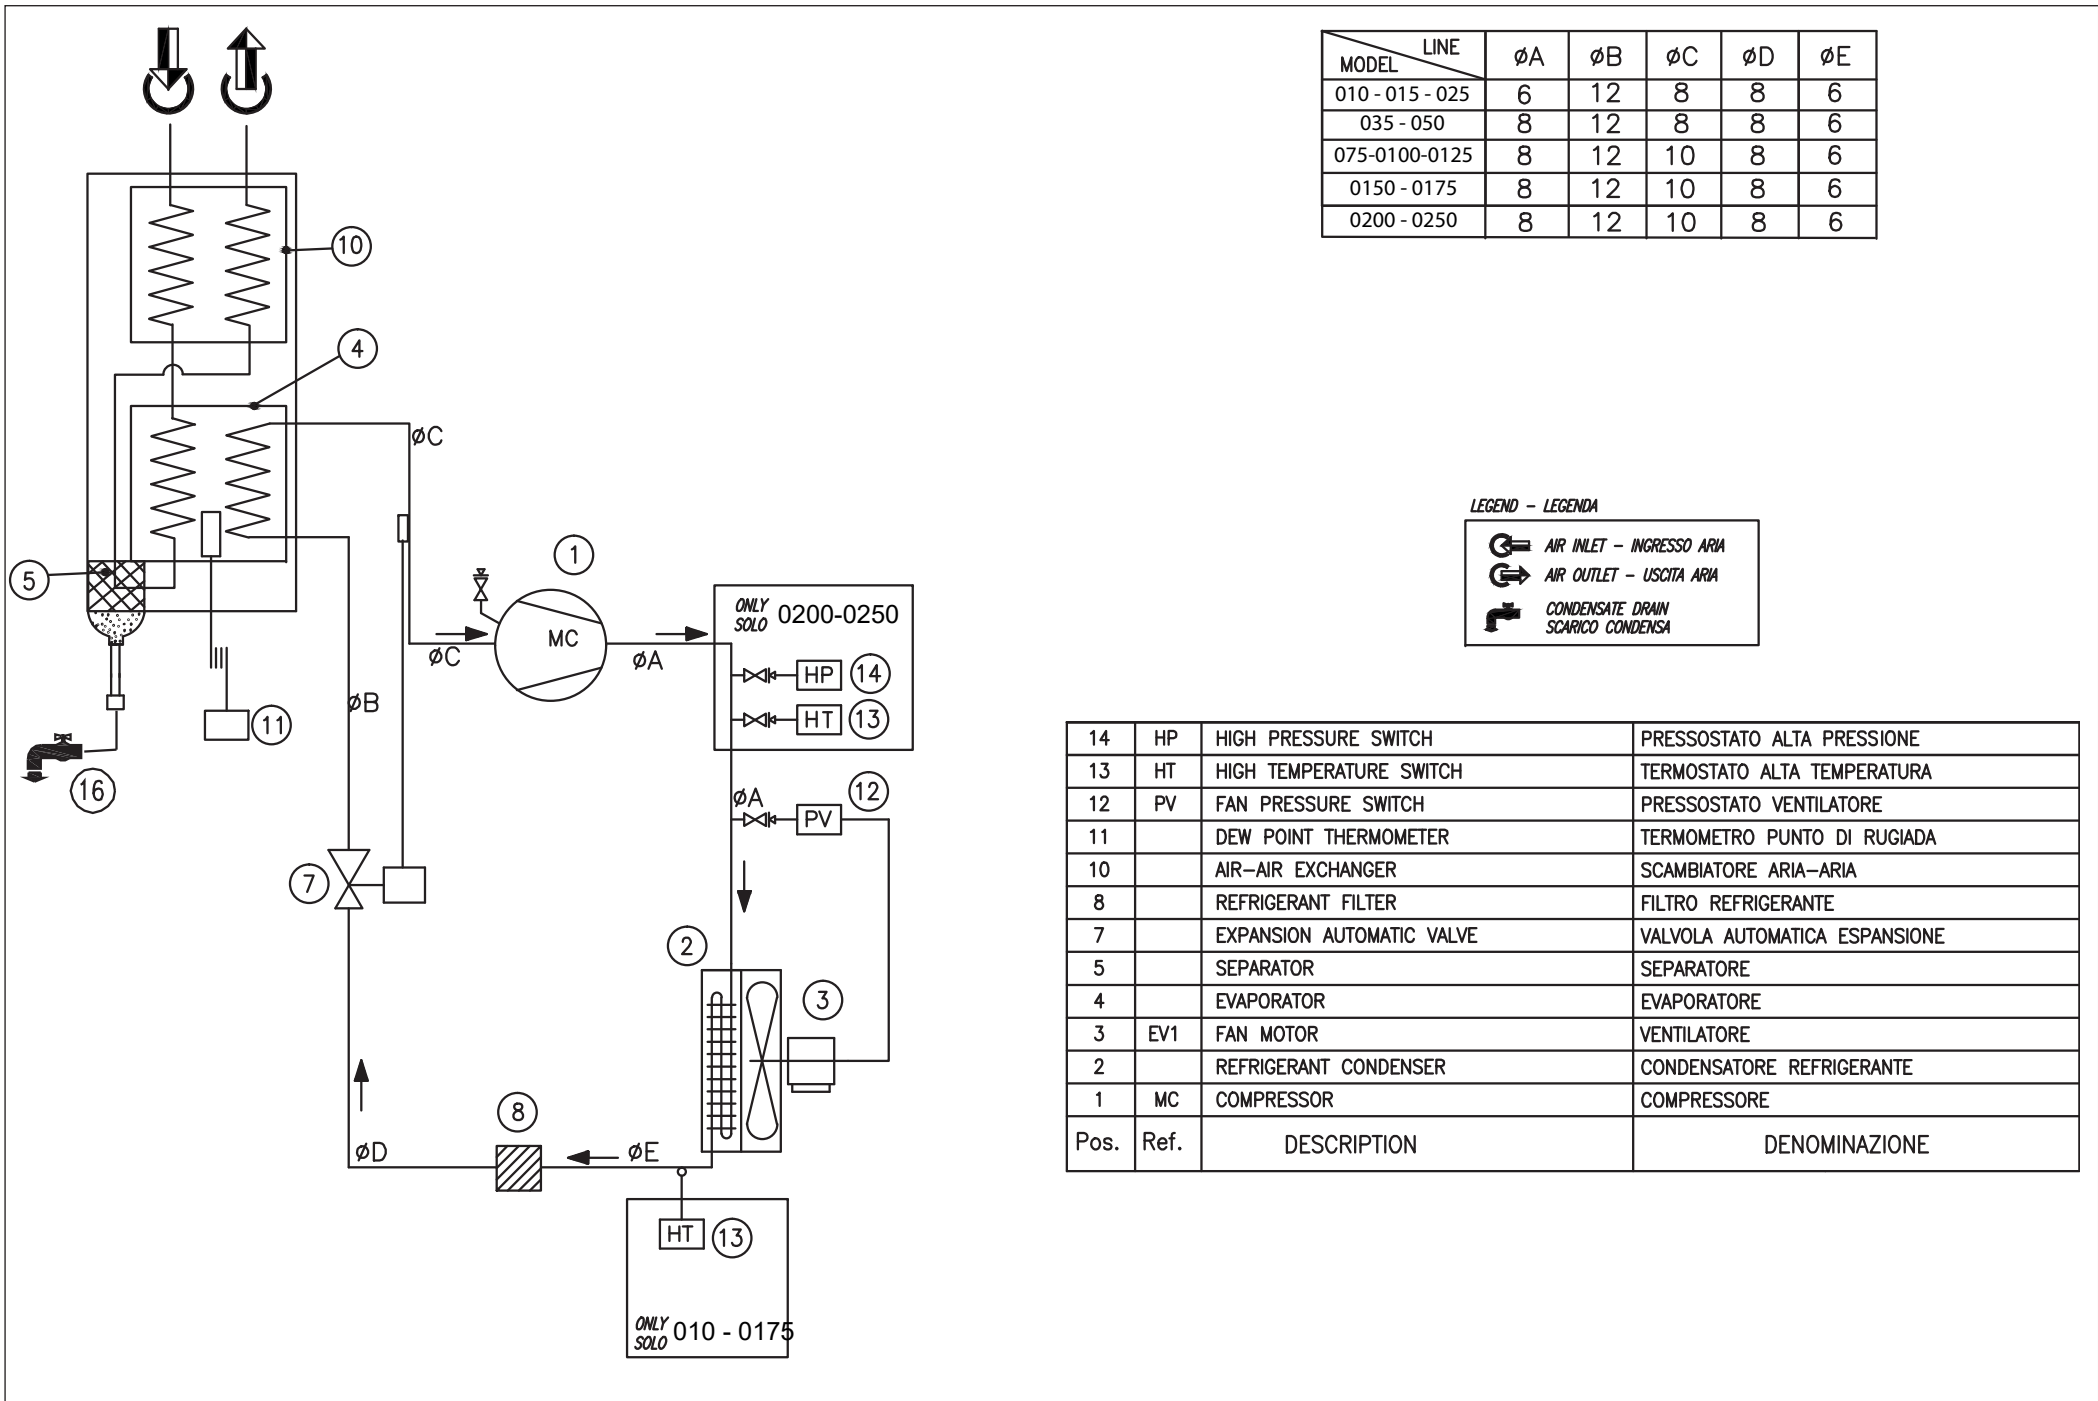 LINE
MODEL
øA øB øC øD øE
010 - 015 - 025 6 12 8 8 6
035 - 050 8 12 8 8 6
075-0100-0125 8 12 10 8 6
0150 - 0175 8 12 10 8 6
0200 - 0250 8 12 10 8 6
10
4
øC
5
1
MC
øC
øA
ONLY
SOLO 0200-0250
HP 14
HT 13
øB
11
16
øA
PV 12
7
2
3
8
øD
øE
HT 13
ONLY
SOLO 010 - 0175
LEGEND - LEGENDA
AIR INLET - INGRESSO ARIA
AIR OUTLET - USCITA ARIA
CONDENSATE DRAIN
SCARICO CONDENSA
14 HP HIGH PRESSURE SWITCH PRESSOSTATO ALTA PRESSIONE
13 HT HIGH TEMPERATURE SWITCH TERMOSTATO ALTA TEMPERATURA
12 PV FAN PRESSURE SWITCH PRESSOSTATO VENTILATORE
11 DEW POINT THERMOMETER TERMOMETRO PUNTO DI RUGIADA
10 AIR-AIR EXCHANGER SCAMBIATORE ARIA-ARIA
8 REFRIGERANT FILTER FILTRO REFRIGERANTE
7 EXPANSION AUTOMATIC VALVE VALVOLA AUTOMATICA ESPANSIONE
5 SEPARATOR SEPARATORE
4 EVAPORATOR EVAPORATORE
3 EV1 FAN MOTOR VENTILATORE
2 REFRIGERANT CONDENSER CONDENSATORE REFRIGERANTE
1 MC COMPRESSOR COMPRESSORE
Pos. Ref. DESCRIPTION DENOMINAZIONE